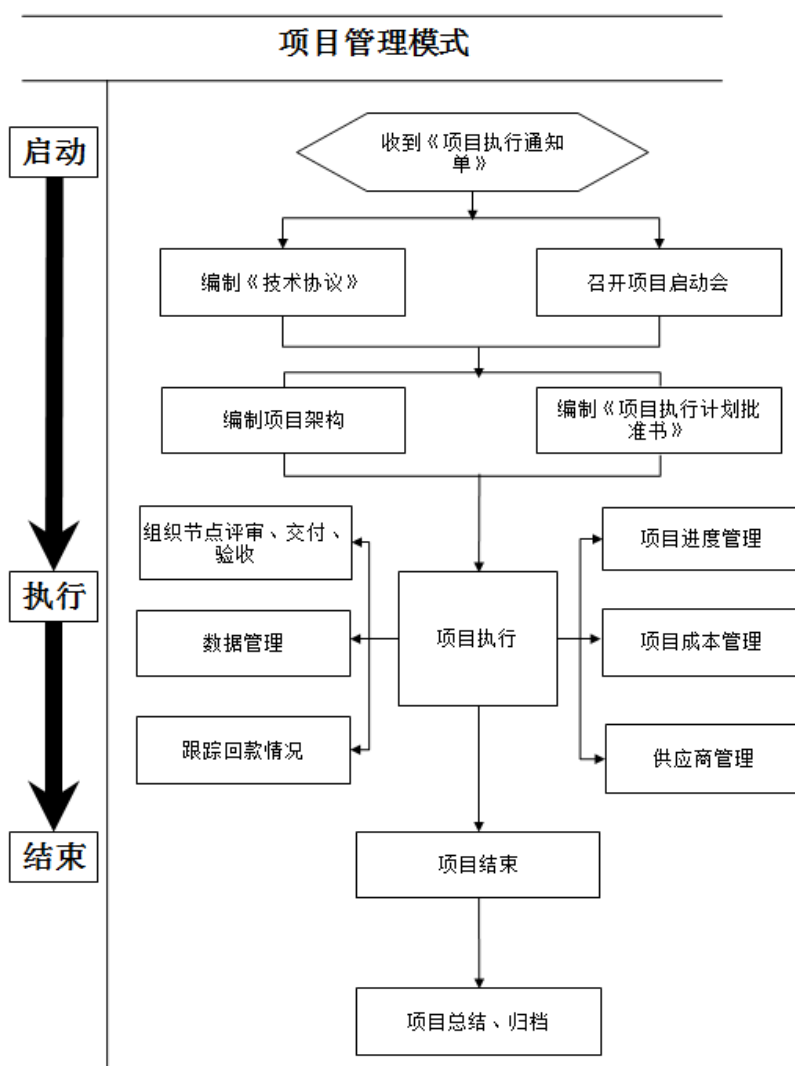 项目管理模式
启动
收到《项目执行通知
单》
编制《技术协议》
召开项目启动会
编制项目架构
编制《项目执行计划批
准书》
组织节点评审、交付、
验收
项目进度管理
执行
数据管理
项目执行
项目成本管理
跟踪回款情况
供应商管理
结束
项目结束
项目总结、归档